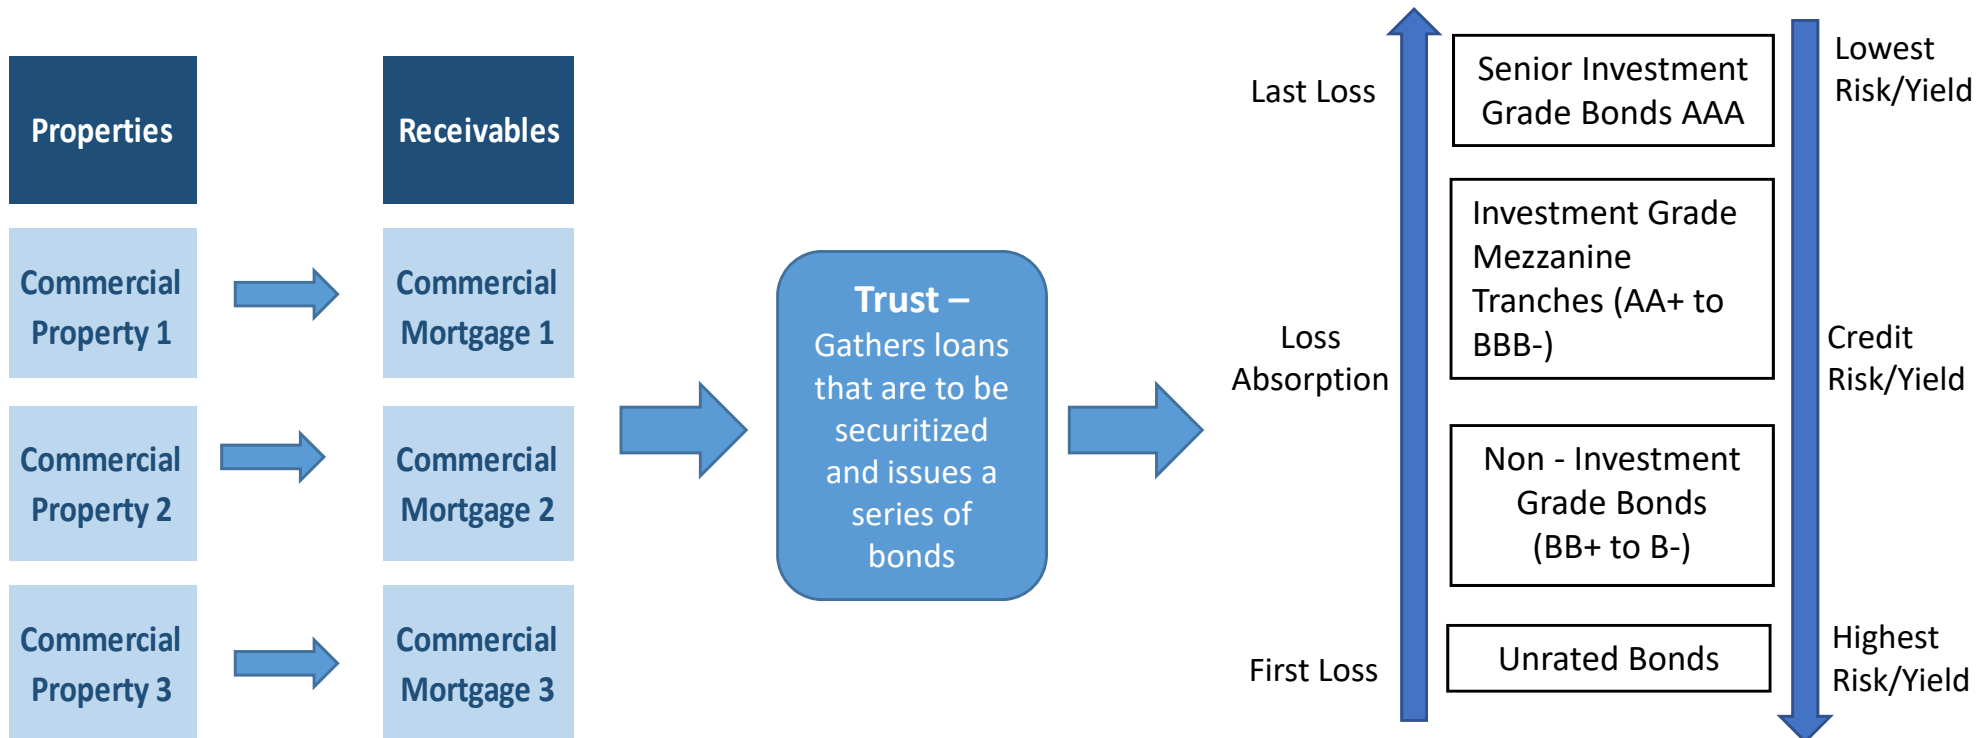 Properties
Receivables
Commercial
Property 1
Commercial
Mortgage 1
Commercial
Property 2
Commercial
Mortgage 2
Commercial
Property 3
Commercial
Mortgage 3
Trust –
Gathers loans
that are to be
securitized
and issues a
series of
bonds
Last Loss
Loss
Absorption
First Loss
Senior Investment
Grade Bonds AAA
Investment Grade
Mezzanine
Tranches (AA+ to
BBB-)
Non - Investment
Grade Bonds
(BB+ to B-)
Unrated Bonds
Lowest
Risk/Yield
Credit
Risk/Yield
Highest
Risk/Yield